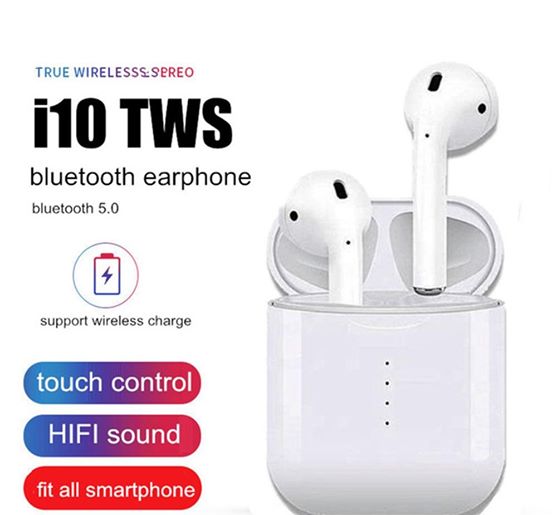 TRUE WIRELESS
i10 TWS
bluetooth earphone
bluetooth 5.0
support wireless charge
touch control
HIFI sound
fit all smartphone